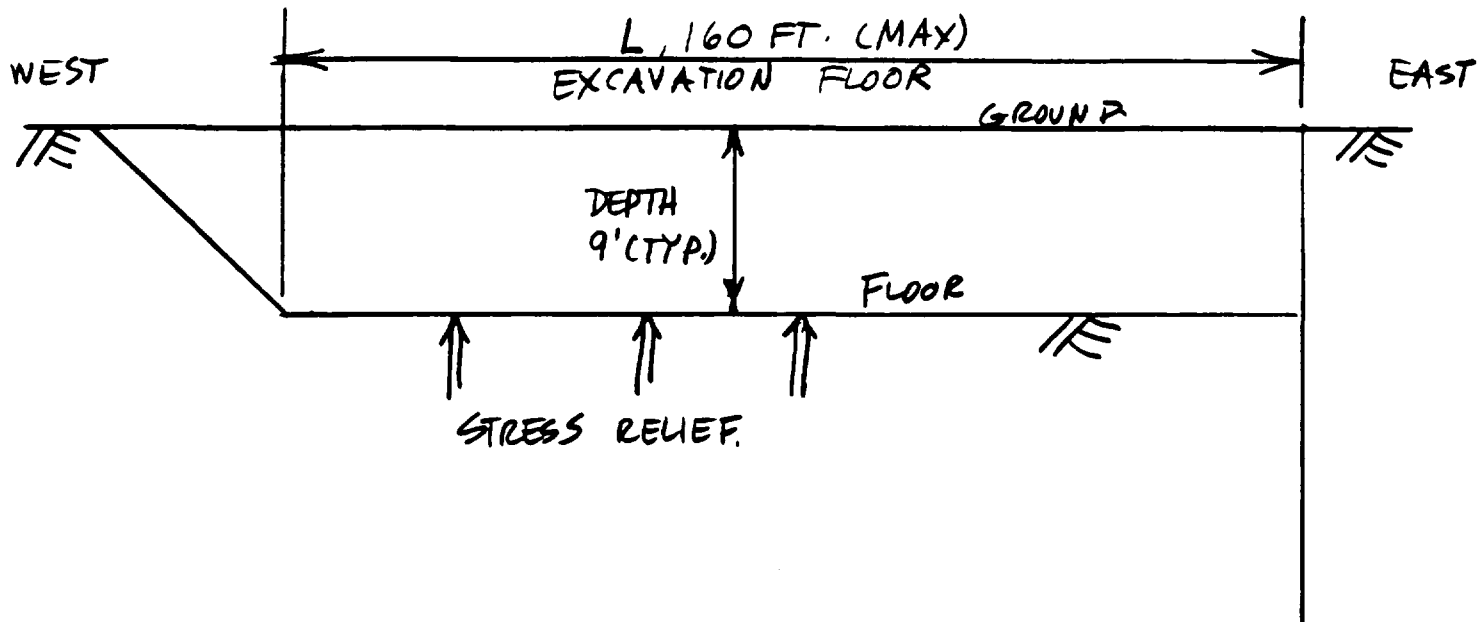 L, 160 FT. (MAX)
WEST
EXCAVATION FLOOR
EAST
GROUND
DEPTH
9' (TYP.)
FLOOR
STRESS RELIEF.